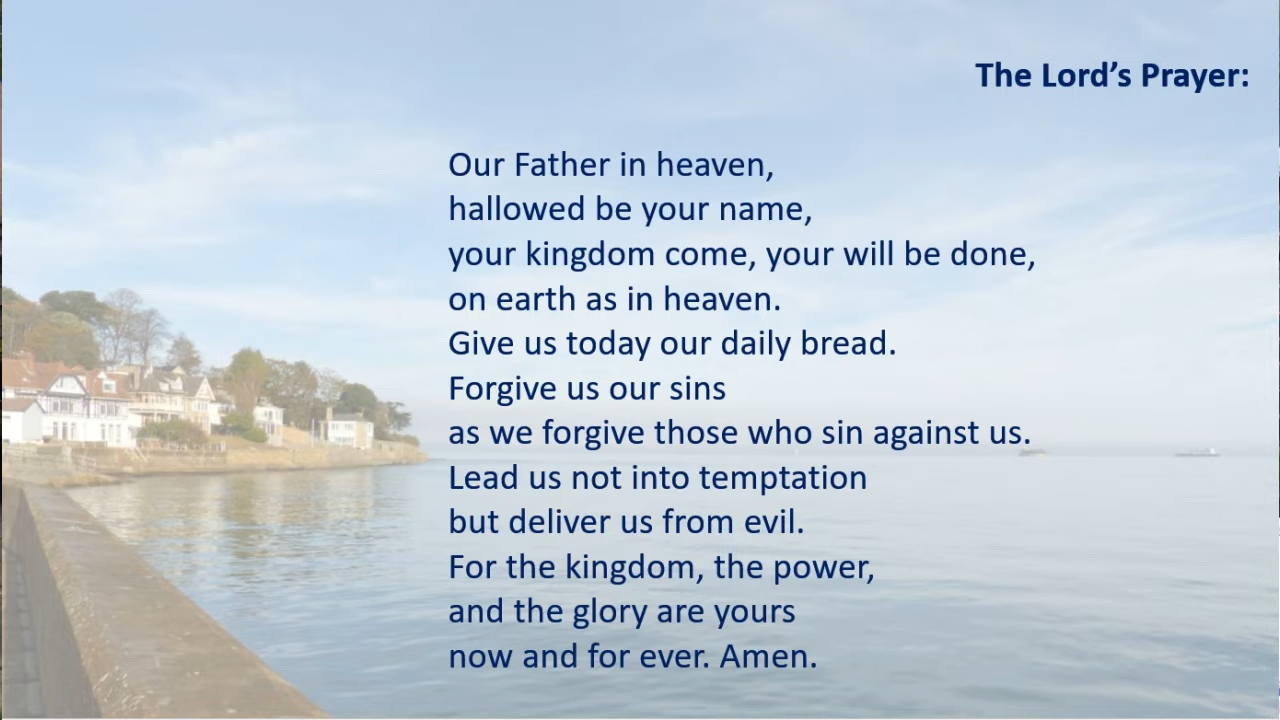 The Lord’s Prayer:
Our Father in heaven,
hallowed be your name,
your kingdom come, your will be done,
on earth as in heaven.
Give us today our daily bread.
Forgive us our sins
as we forgive those who sin against us.
Lead us not into temptation
but deliver us from evil.
For the kingdom, the power,
and the glory are yours
now and for ever. Amen.